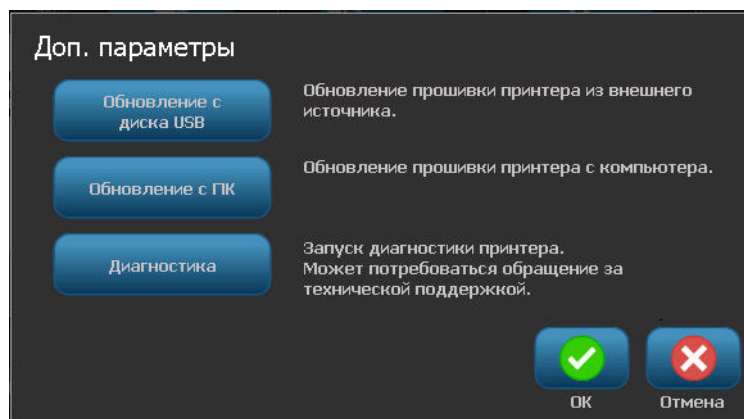 Доп. параметры
Обновление с
диска USB
Обновление прошивки принтера из внешнего
источника.
Обновление с ПК
Обновление прошивки принтера с компьютера.
Диагностика
Запуск диагностики принтера.
Может потребоваться обращение за
технической поддержкой.
OK
Отмена